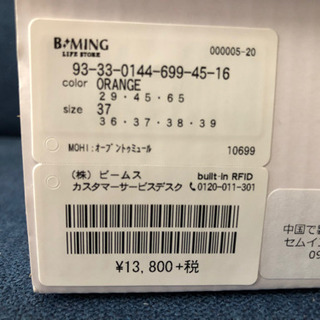 B・MING
LIFE STORE
000005-20
93-33-0144-699-45-16
color ORANGE
29・45・65
size 37
36・37・38・39
MOHI:オープントゥミュール
10699
(株) ビームス
built-in RFID
カスタマーサービスデスク 0120-011-301
¥13,800+税
中国で
セムイ
09